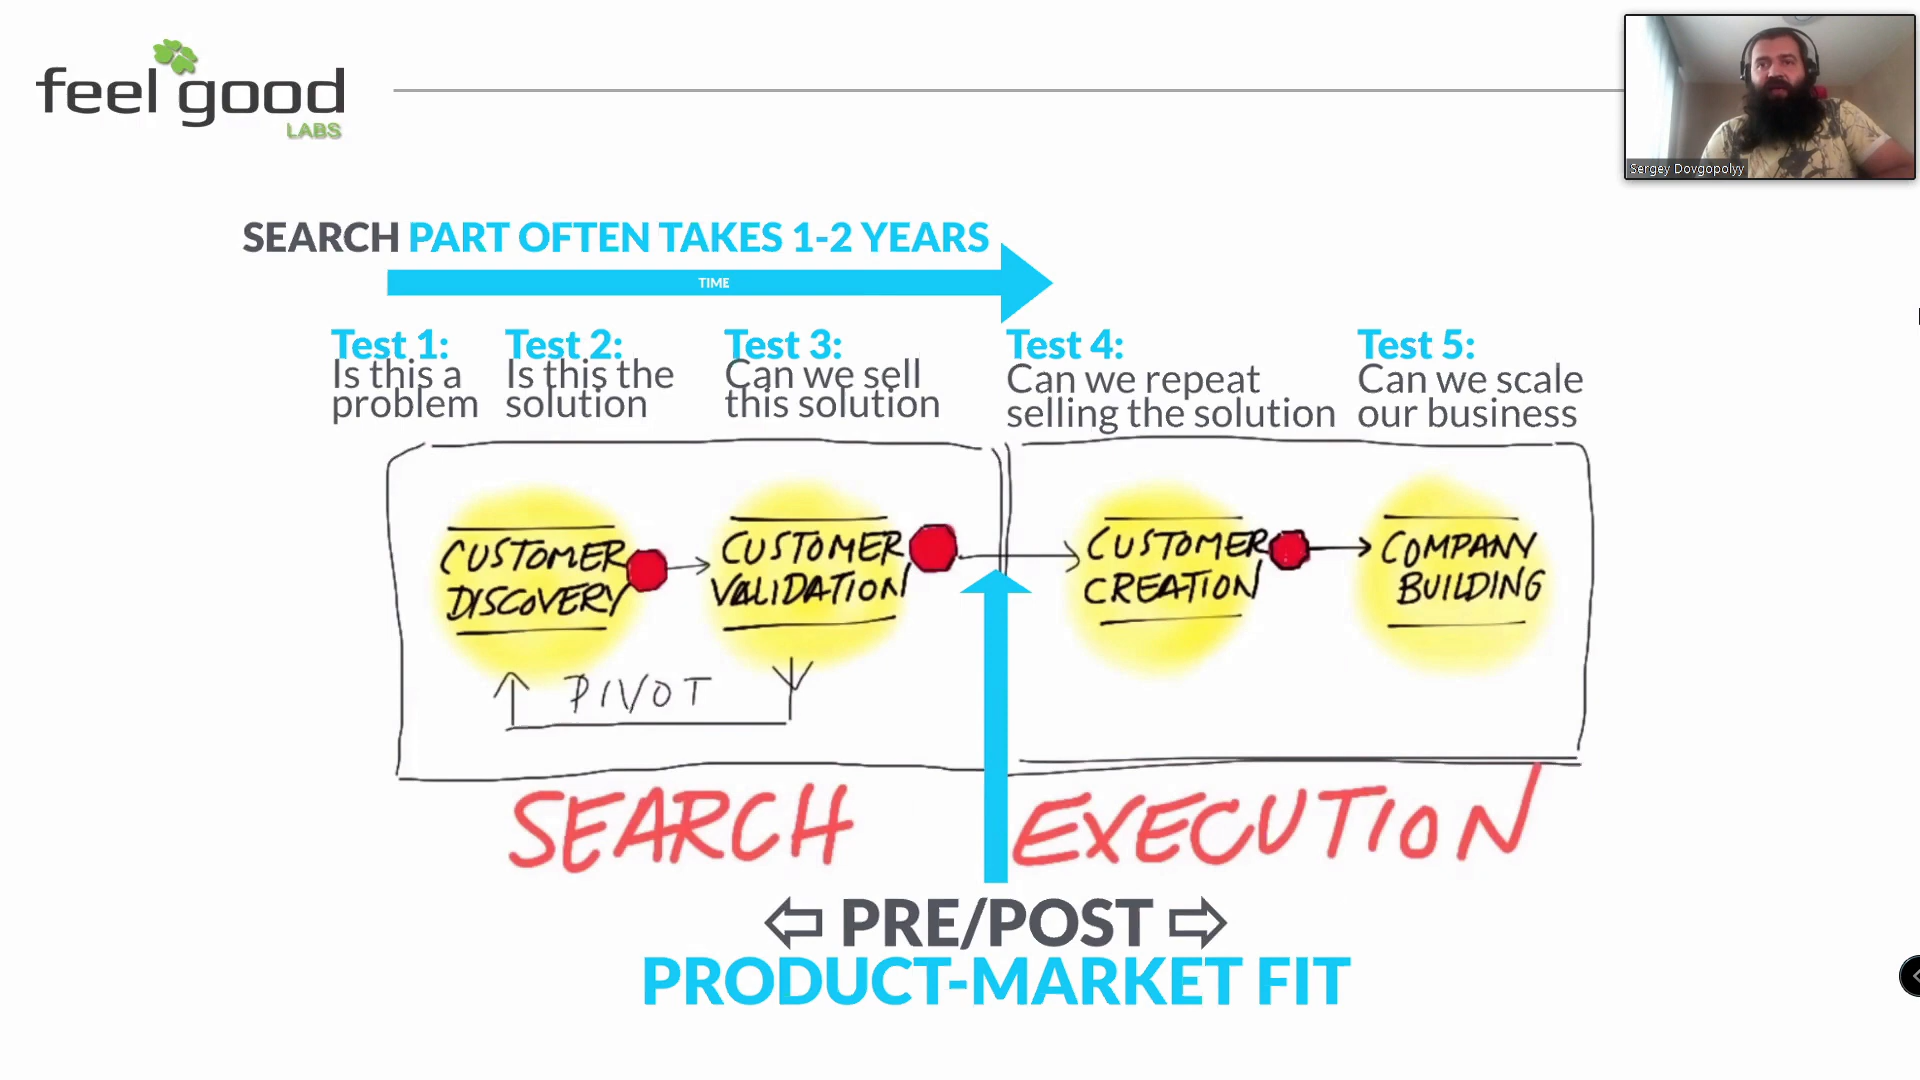 feel good
LABS
Sergey Dovgopolyy
SEARCH PART OFTEN TAKES 1-2 YEARS
TIME
Test 1:
Is this a
problem
Test 2:
Is this the
solution
Test 3:
Can we sell
this solution
Test 4:
Can we repeat
selling the solution
Test 5:
Can we scale
our business
CUSTOMER
DISCOVERY
CUSTOMER
VALIDATION
CUSTOMER
CREATION
COMPANY
BUILDING
PIVOT
SEARCH
EXECUTION
PRE/POST
PRODUCT-MARKET FIT